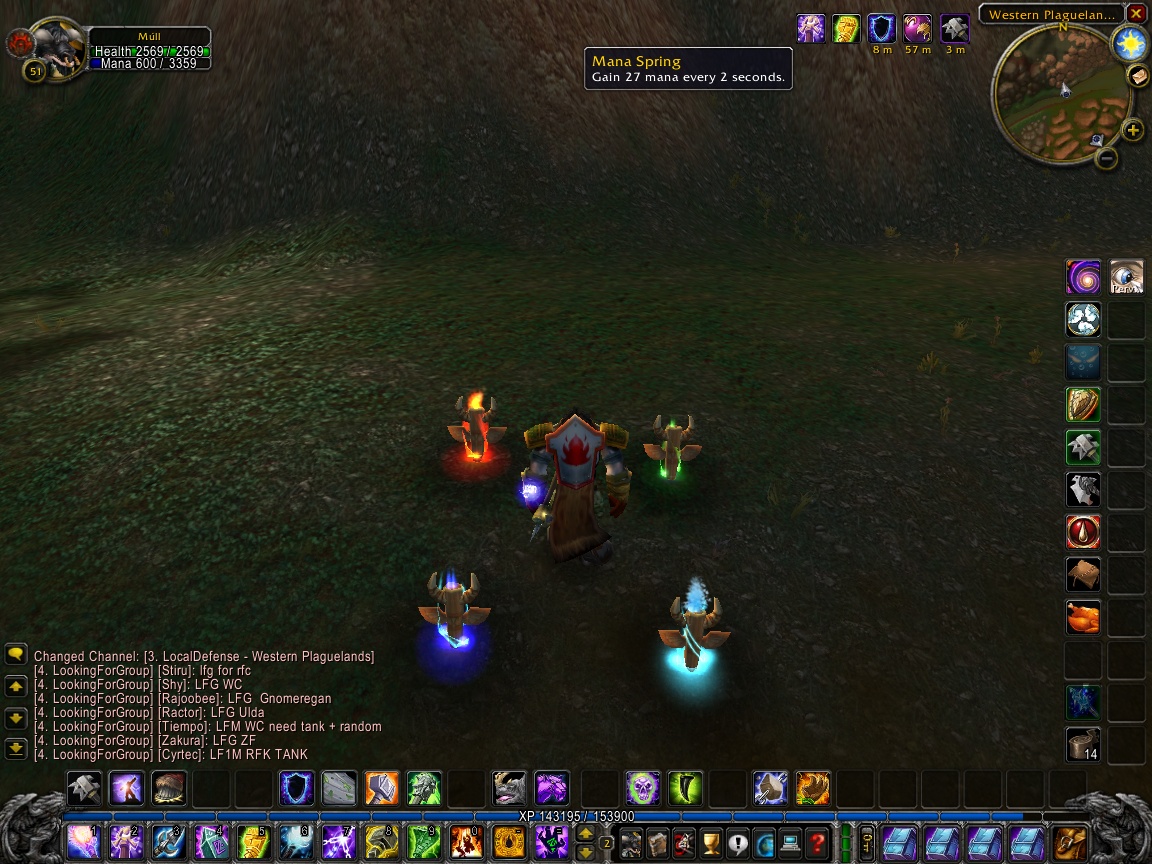 Múll
Health 2569 / 2569
Mana 600 / 3359
51
8 m
57 m
3 m
Western Plaguelan...
N
Mana Spring
Gain 27 mana every 2 seconds.
Perv
14
Changed Channel: [3. LocalDefense - Western Plaguelands]
[4. LookingForGroup] [Stiru]: lfg for rfc
[4. LookingForGroup] [Shy]: LFG WC
[4. LookingForGroup] [Rajoobee]: LFG  Gnomeregan
[4. LookingForGroup] [Ractor]: LFG Ulda
[4. LookingForGroup] [Tiempo]: LFM WC need tank + random
[4. LookingForGroup] [Zakura]: LFG ZF
[4. LookingForGroup] [Cyrtec]: LF1M RFK TANK
XP 143195 / 153900
1 2 3 4 5 6 7 8 9 0 - =
2